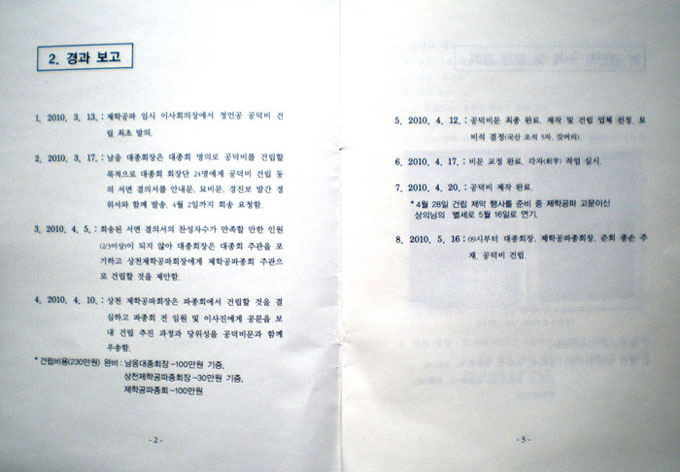 2. 경과 보고
1. 2010. 3. 13. : 제학공파 임시 이사회의장에서 정언공 공덕비 건
립 최초 발의.
2. 2010. 3. 17. : 남웅 대종회장은 대종회 명의로 공덕비를 건립할
목적으로 대종회 회장단 24명에게 공덕비 건립 동
의 서면 결의서를 안내문, 묘비문, 경진보 발간 경
위서와 함께 발송. 4월 2일까지 회송 요청함.
3. 2010. 4. 5. : 회송된 서면 결의서의 찬성자수가 만족할 만한 인원
(2/3이상)이 되지 않아 대종회장은 대종회 주관을 포
기하고 상천제학공파회장에게 제학공파종회 주관으
로 건립할 것을 제안함.
4. 2010. 4. 10. : 상천 제학공파회장은 파종회에서 건립할 것을 결
심하고 파종회 전 임원 및 이사진에게 공문을 보
내 건립 추진 과정과 당위성을 공덕비문과 함께
우송함.
* 건립비용(230만원) 완비 : 남웅대종회장-100만원 기증,
상천제학공파종회장-30만원 기증,
제학공파종회-100만원
- 2 -
5. 2010. 4. 12. : 공덕비문 최종 완료. 제작 및 건립 업체 선정. 묘
비석 결정(국산 오석 5자, 갓머리).
6. 2010. 4. 17. : 비문 교정 완료. 각자(刻字) 작업 실시.
7. 2010. 4. 20. : 공덕비 제작 완료.
* 4월 28일 건립 제막 행사를 준비 중 제학공파 고문이신
상의님의 별세로 5월 16일로 연기.
8. 2010. 5. 16 : 09시부터 대종회장, 제학공파종회장, 준회 종손 주
재, 공덕비 건립.
- 3 -